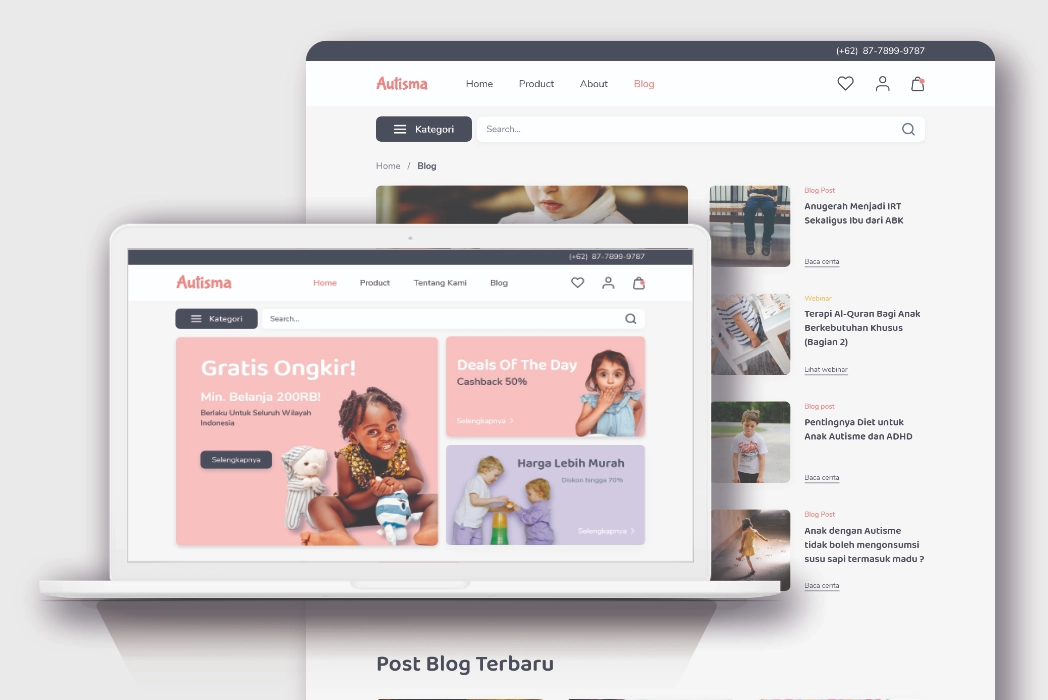 (+62) 87-7899-9787
Autisma
Home
Product
About
Blog
Kategori
Search...
Home / Blog
Blog Post
Anugerah Menjadi IRT
Sekaligus Ibu dari ABK
Baca cerita
Webinar
Terapi Al-Quran Bagi Anak
Berkebutuhan Khusus
(Bagian 2)
Lihat webinar
Blog post
Pentingnya Diet untuk
Anak Autisme dan ADHD
Baca cerita
Blog Post
Anak dengan Autisme
tidak boleh mengonsumsi
susu sapi termasuk madu ?
Baca cerita
(+62) 87-7899-9787
Autisma
Home
Product
Tentang Kami
Blog
Kategori
Search...
Gratis Ongkir!
Min. Belanja 200RB!
Berlaku Untuk Seluruh Wilayah
Indonesia
Selengkapnya
Deals Of The Day
Cashback 50%
Selengkapnya >
Harga Lebih Murah
Diskon hingga 70%
Selengkapnya >
Post Blog Terbaru